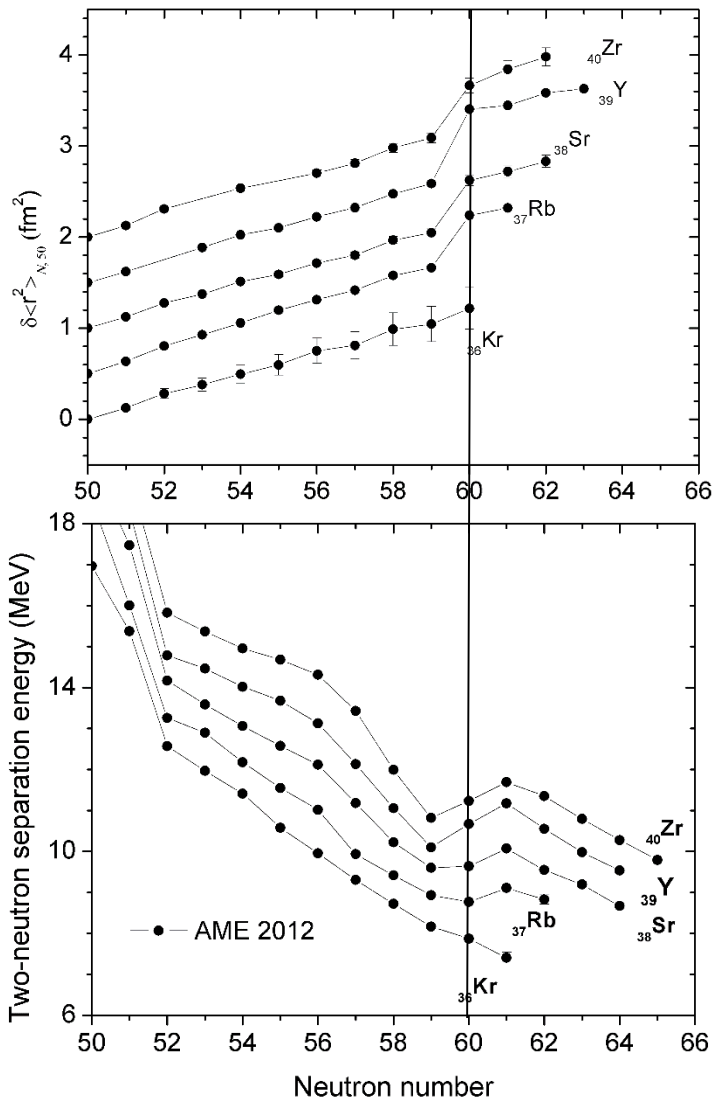 4
3
2
1
0
δ<r²>N,50 (fm²)
40Zr
39Y
38Sr
37Rb
36Kr
50 52 54 56 58 60 62 64 66
18
14
10
6
Two-neutron separation energy (MeV)
40Zr
39Y
38Sr
37Rb
36Kr
AME 2012
50 52 54 56 58 60 62 64 66
Neutron number